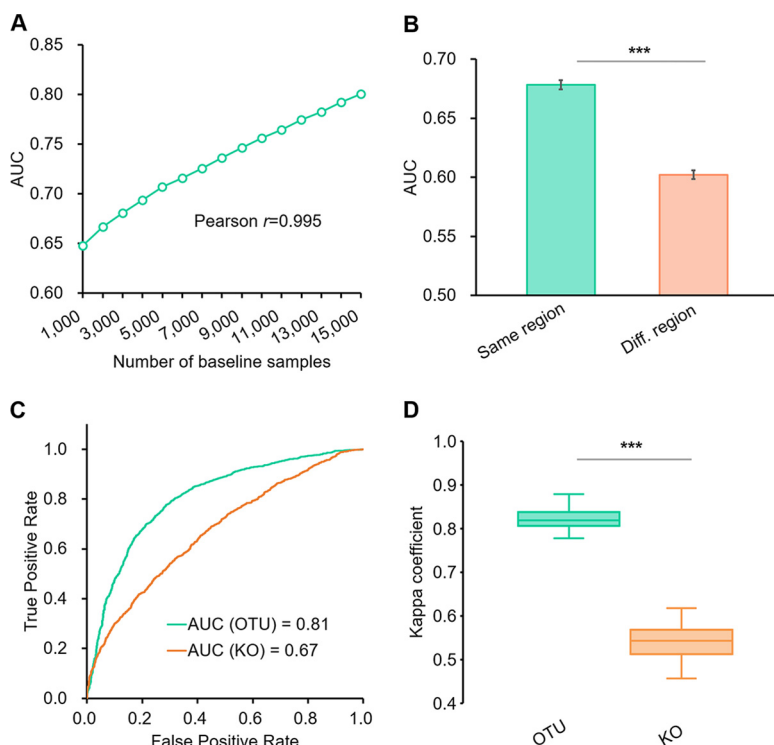 A
0.85
0.80
0.75
0.70
0.65
0.60
AUC
Pearson r=0.995
1,000
3,000
5,000
7,000
9,000
11,000
13,000
15,000
Number of baseline samples
B
***
0.70
0.65
0.60
0.55
0.50
AUC
Same region
Diff. region
C
1.0
0.8
0.6
0.4
0.2
0.0
True Positive Rate
AUC (OTU) = 0.81
AUC (KO) = 0.67
0.0
0.2
0.4
0.6
0.8
1.0
False Positive Rate
D
***
1.0
0.9
0.8
0.7
0.6
0.5
0.4
Kappa coefficient
OTU
KO